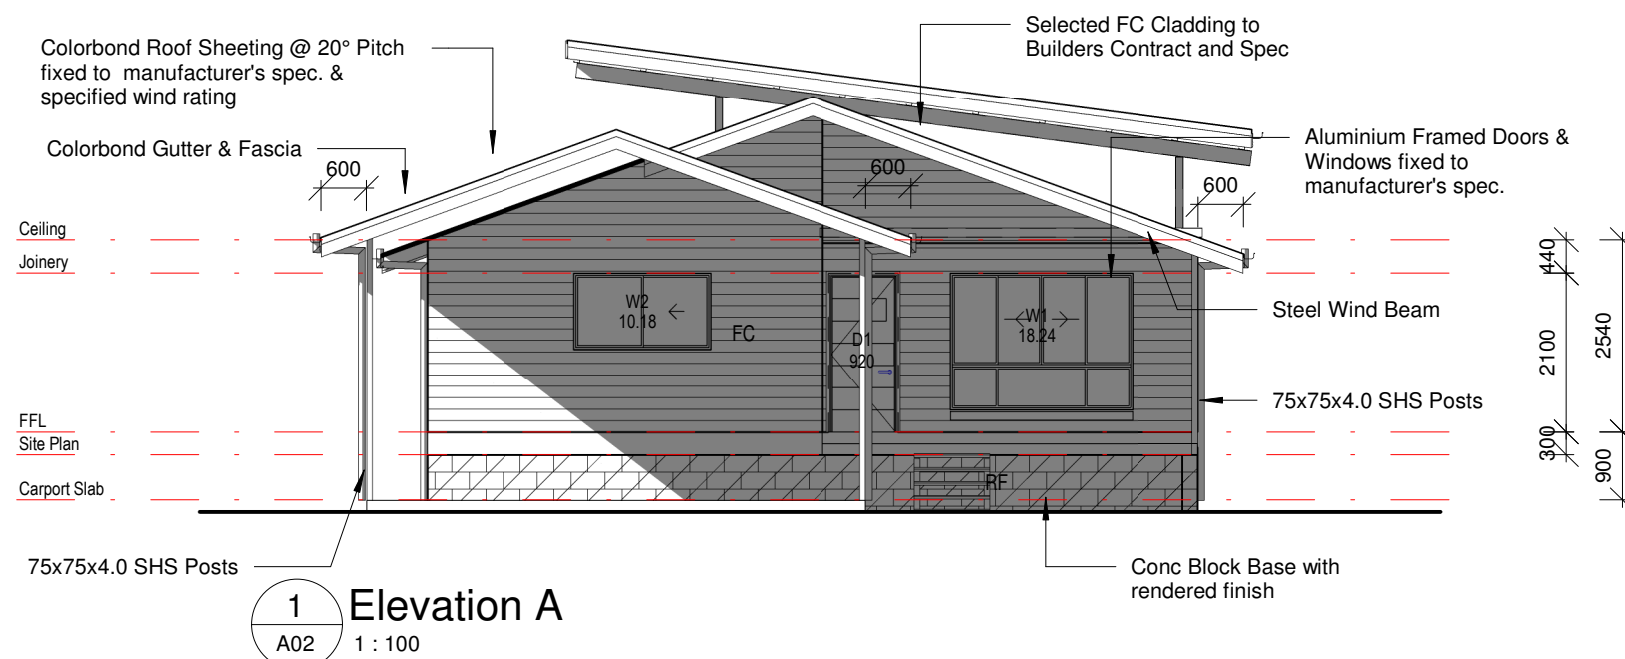 Colorbond Roof Sheeting @ 20° Pitch
fixed to manufacturer's spec. &
specified wind rating
Selected FC Cladding to
Builders Contract and Spec
Colorbond Gutter & Fascia
Aluminium Framed Doors &
Windows fixed to
manufacturer's spec.
600
600
600
Ceiling
Joinery
440
W2
10.18
FC
D1
920
W1
18.24
Steel Wind Beam
2100
2540
75x75x4.0 SHS Posts
FFL
Site Plan
Carport Slab
300
900
RF
75x75x4.0 SHS Posts
Conc Block Base with
rendered finish
1
A02
Elevation A
1 : 100